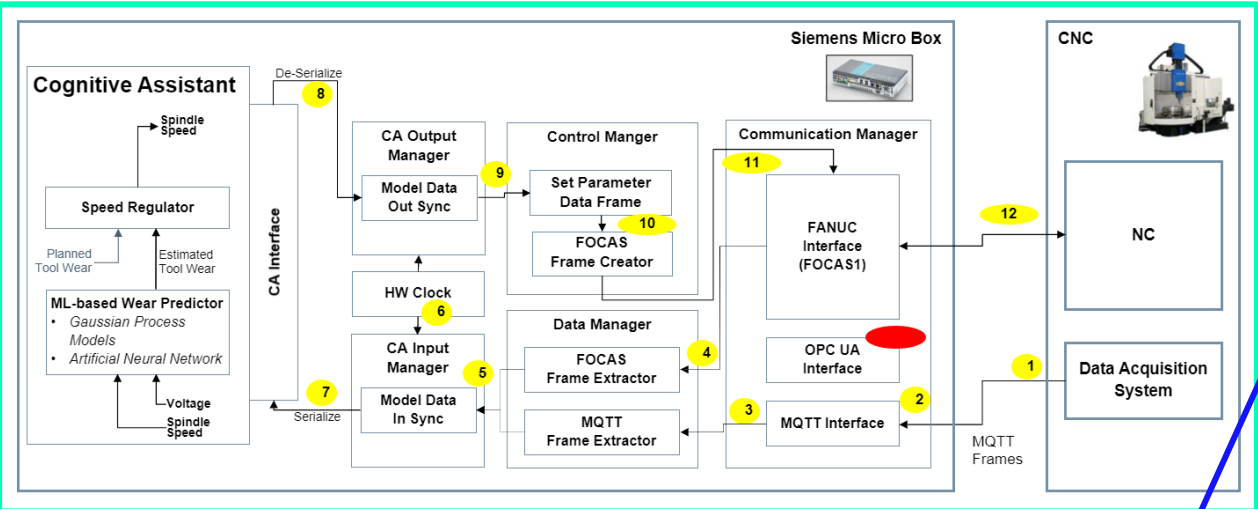 Siemens Micro Box
CNC
Cognitive Assistant
De-Serialize
8
Spindle
Speed
Speed Regulator
Planned
Tool Wear
Estimated
Tool Wear
ML-based Wear Predictor
• Gaussian Process
Models
• Artificial Neural Network
Voltage
Spindle
Speed
CA Interface
7
Serialize
CA Output
Manager
Model Data
Out Sync
9
HW Clock
6
CA Input
Manager
5
Model Data
In Sync
Control Manger
Set Parameter
Data Frame
10
FOCAS
Frame Creator
Data Manager
FOCAS
Frame Extractor
4
MQTT
Frame Extractor
3
Communication Manager
11
FANUC
Interface
(FOCAS1)
OPC UA
Interface
2
MQTT Interface
12
NC
1
Data Acquisition
System
MQTT
Frames